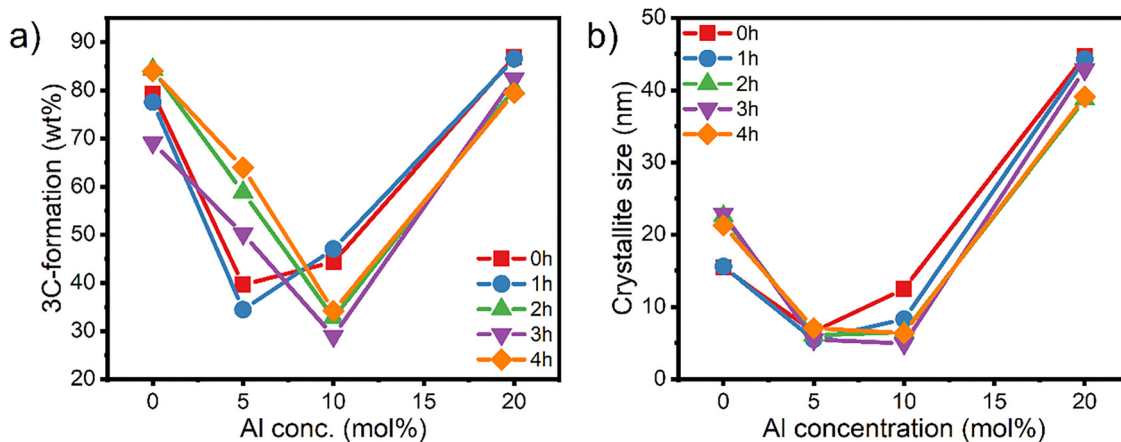 a)
3C-formation (wt%)
90
80
70
60
50
40
30
20
0
5
10
15
20
Al conc. (mol%)
0h
1h
2h
3h
4h
b)
Crystallite size (nm)
50
40
30
20
10
0
0
5
10
15
20
Al concentration (mol%)
0h
1h
2h
3h
4h